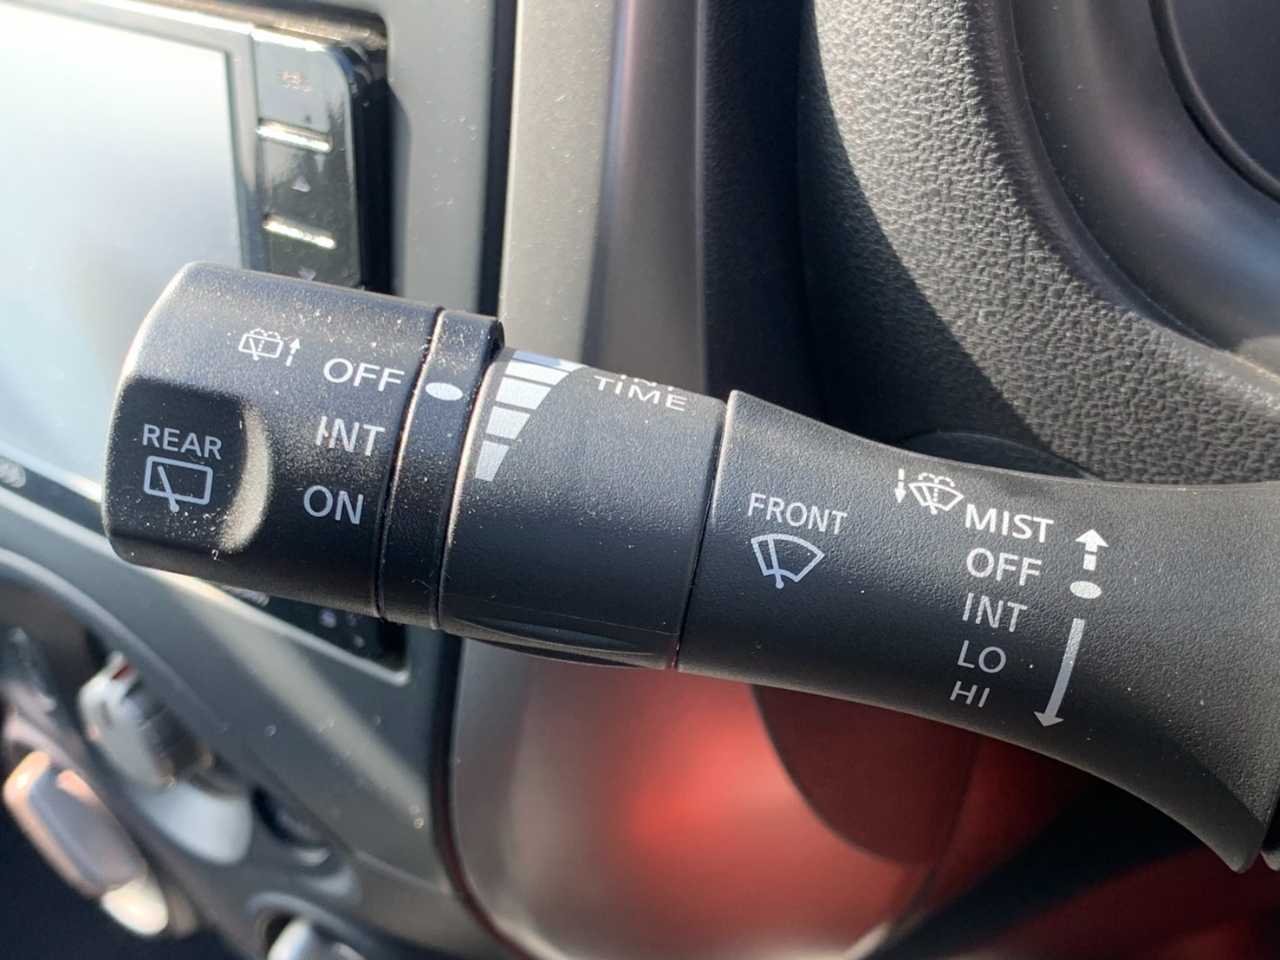 OFF
INT
ON
REAR
TIME
FRONT
MIST
OFF
INT
LO
HI